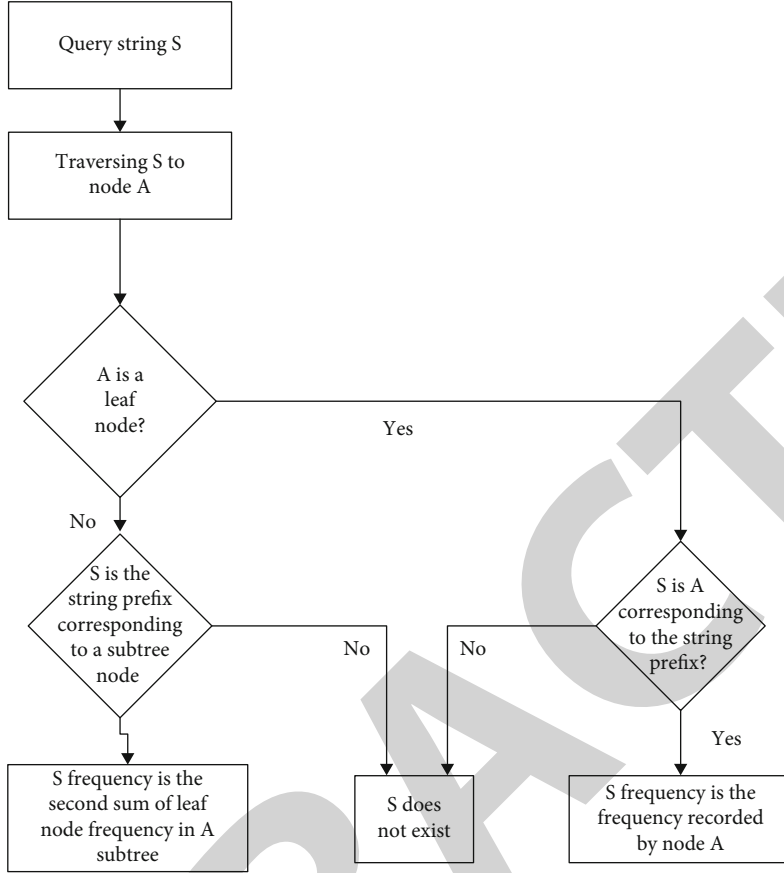 Query string S
Traversing S to
node A
A is a
leaf
node?
Yes
No
S is the
string prefix
corresponding
to a subtree
node
No
No
S is A
corresponding
to the string
prefix?
Yes
S frequency is the
second sum of leaf
node frequency in A
subtree
S does
not exist
S frequency is the
frequency recorded
by node A